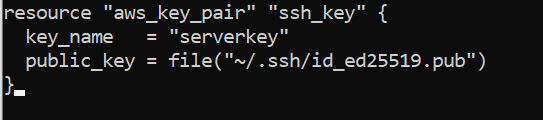 resource "aws_key_pair" "ssh_key" {
  key_name   = "serverkey"
  public_key = file("~/.ssh/id_ed25519.pub")
}